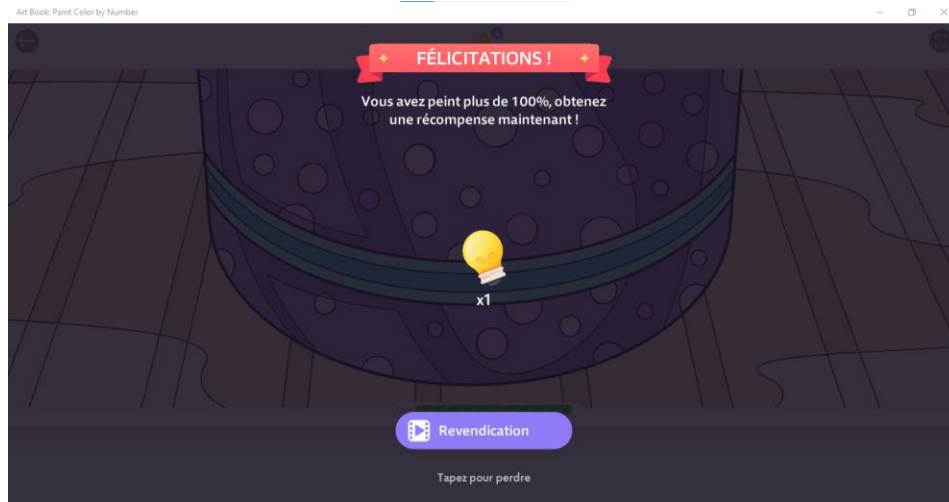 Art Book: Paint Color by Number
FÉLICITATIONS !
Vous avez peint plus de 100%, obtenez
une récompense maintenant !
x1
Revendication
Tapez pour perdre